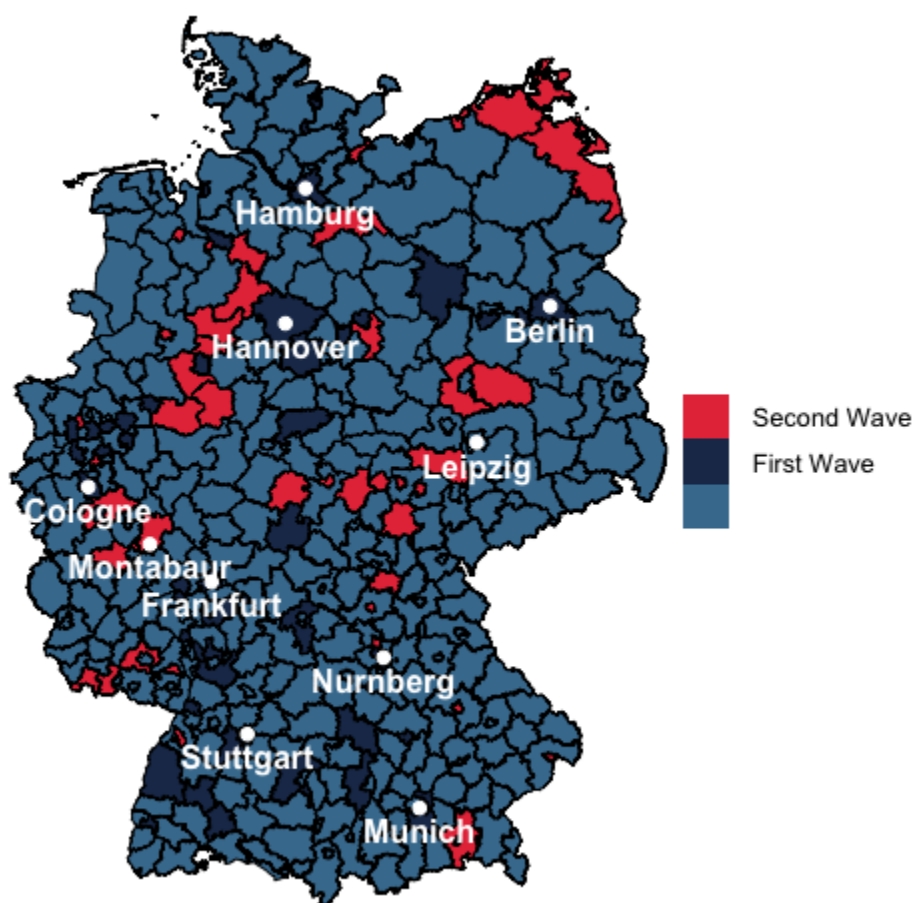 Hamburg
Berlin
Hannover
Second Wave
First Wave
Leipzig
Cologne
Montabaur
Frankfurt
Nurnberg
Stuttgart
Munich